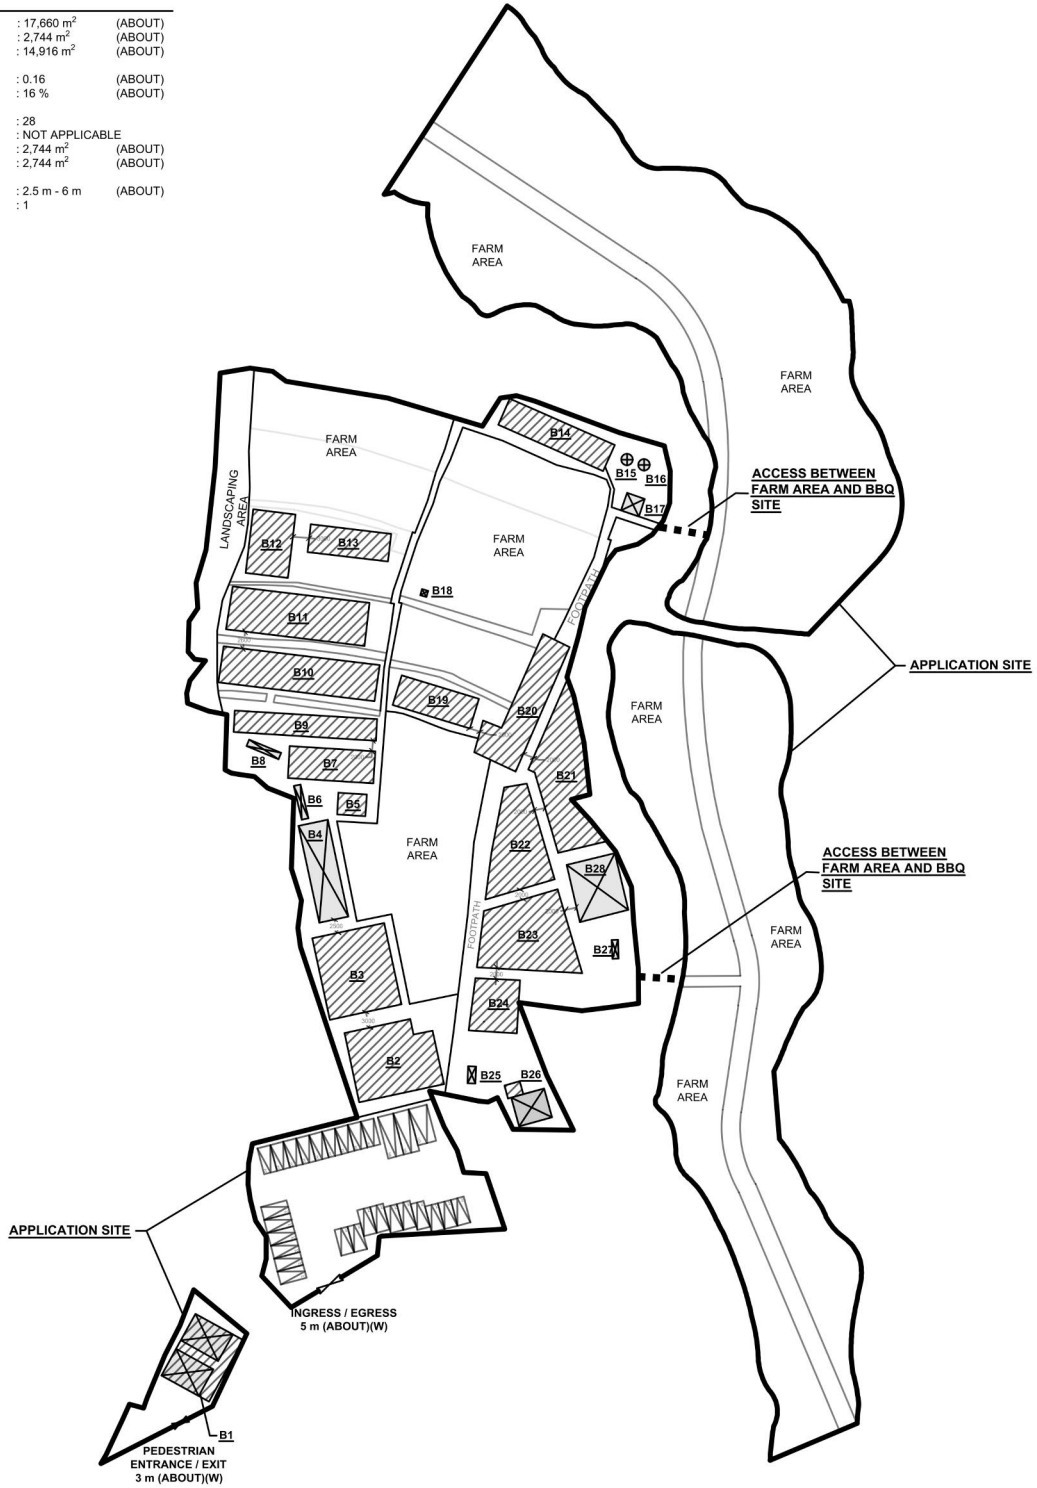 : 17,660 m² (ABOUT)
: 2,744 m² (ABOUT)
: 14,916 m² (ABOUT)
: 0.16 (ABOUT)
: 16 % (ABOUT)
: 28
: NOT APPLICABLE
: 2,744 m² (ABOUT)
: 2,744 m² (ABOUT)
: 2.5 m - 6 m (ABOUT)
: 1
FARM
AREA
FARM
AREA
FARM
AREA
LANDSCAPING
AREA
B14
B15
B16
B17
ACCESS BETWEEN
FARM AREA AND BBQ
SITE
B12
B13
FARM
AREA
B18
FOOTPATH
B11
B10
B19
B20
APPLICATION SITE
FARM
AREA
B9
B8
B7
B21
B6
B5
B4
FARM
AREA
B22
B28
ACCESS BETWEEN
FARM AREA AND BBQ
SITE
2500
FOOTPATH
B23
B27
FARM
AREA
B3
B24
3000
B2
B25
B26
FARM
AREA
APPLICATION SITE
INGRESS / EGRESS
5 m (ABOUT)(W)
B1
PEDESTRIAN
ENTRANCE / EXIT
3 m (ABOUT)(W)